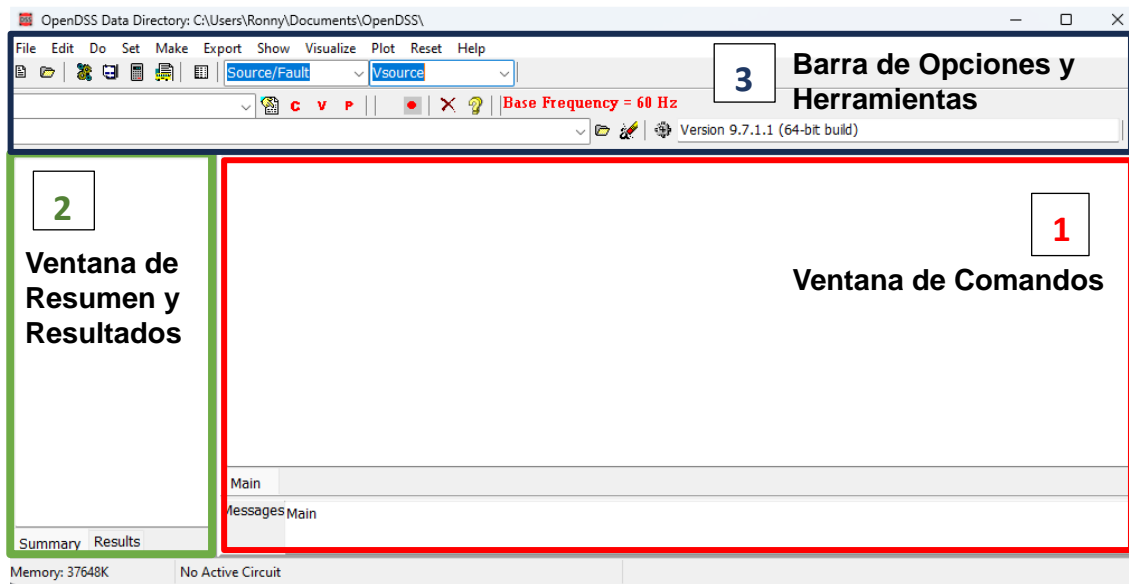 OpenDSS Data Directory: C:\Users\Ronny\Documents\OpenDSS\
File Edit Do Set Make Export Show Visualize Plot Reset Help
Source/Fault Vsource
C V P Base Frequency = 60 Hz
Version 9.7.1.1 (64-bit build)
3
Barra de Opciones y
Herramientas
2
Ventana de
Resumen y
Resultados
1
Ventana de Comandos
Main
Messages Main
Summary Results
Memory: 37648K No Active Circuit